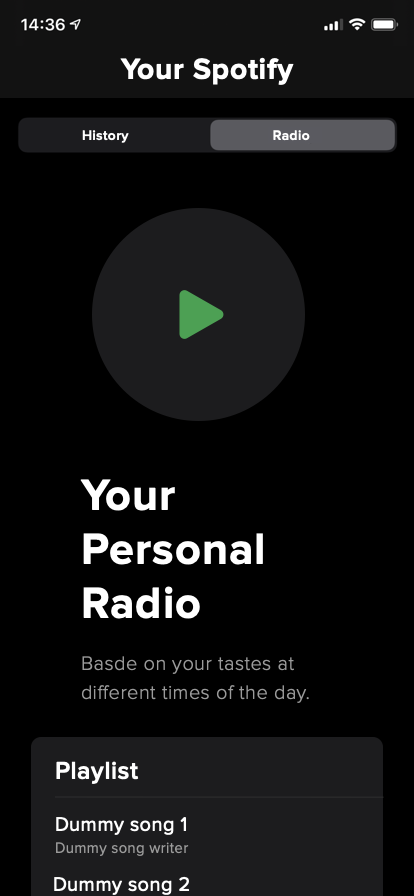 14:36
Your Spotify
History Radio
Your
Personal
Radio
Basde on your tastes at
different times of the day.
Playlist
Dummy song 1
Dummy song writer
Dummy song 2